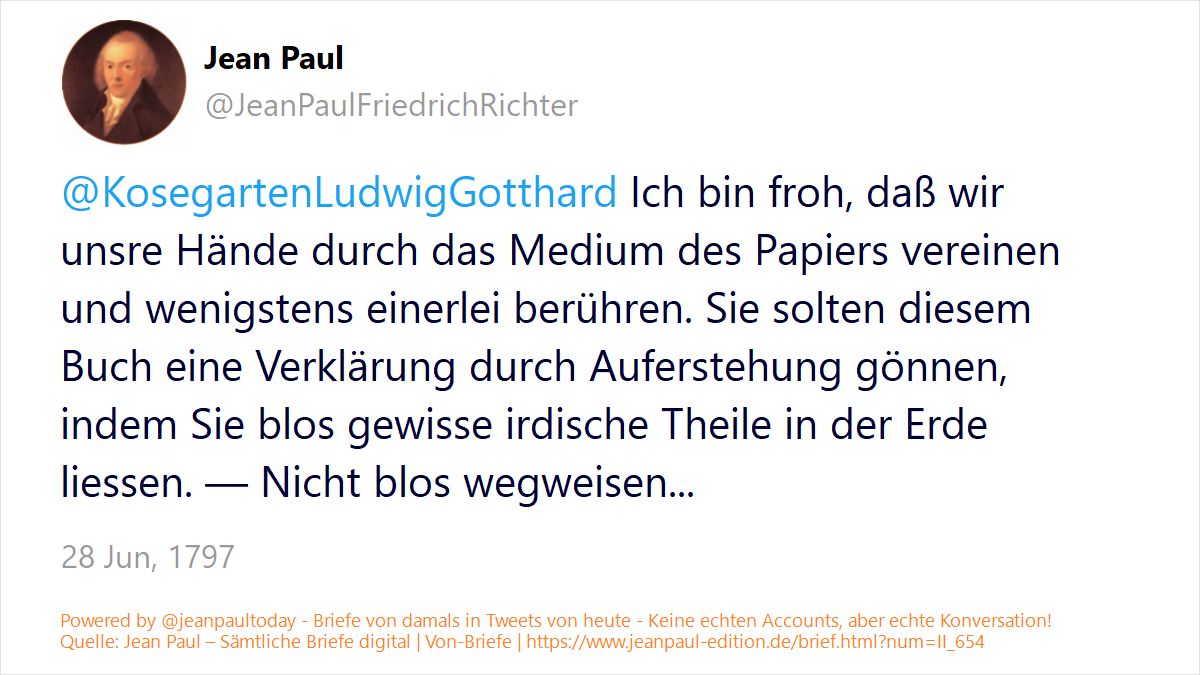 Jean Paul
@JeanPaulFriedrichRichter
@KosegartenLudwigGotthard Ich bin froh, daß wir
unsre Hände durch das Medium des Papiers vereinen
und wenigstens einerlei berühren. Sie solten diesem
Buch eine Verklärung durch Auferstehung gönnen,
indem Sie blos gewisse irdische Theile in der Erde
liessen. — Nicht blos wegweisen...
28 Jun, 1797
Powered by @jeanpaultoday - Briefe von damals in Tweets von heute - Keine echten Accounts, aber echte Konversation!
Quelle: Jean Paul – Sämtliche Briefe digital | Von-Briefe | https://www.jeanpaul-edition.de/brief.html?num=II_654